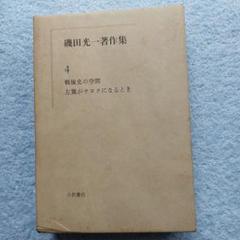 磯田光一著作集
4
戦後史の空間
左翼がサヨクになるとき
小沢書店